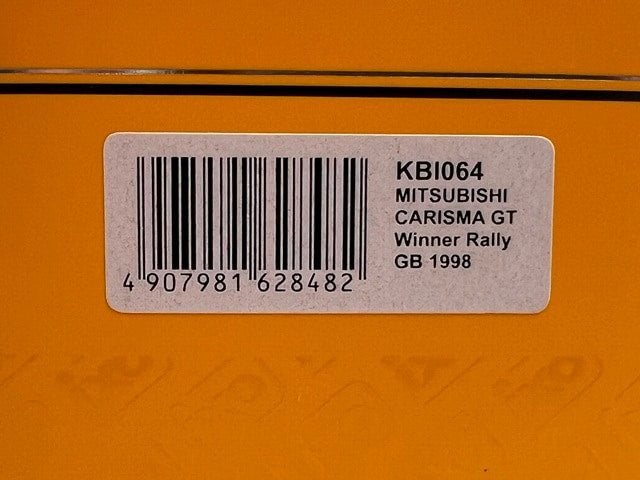 KBI064
MITSUBISHI
CARISMA GT
Winner Rally
GB 1998
4 907981 628482